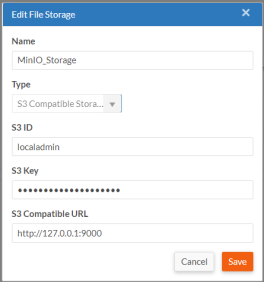 Edit File Storage
Name
MinIO_Storage
Type
S3 Compatible Stora...
S3 ID
localadmin
S3 Key
••••••••••••••••••••
S3 Compatible URL
http://127.0.0.1:9000
Cancel Save